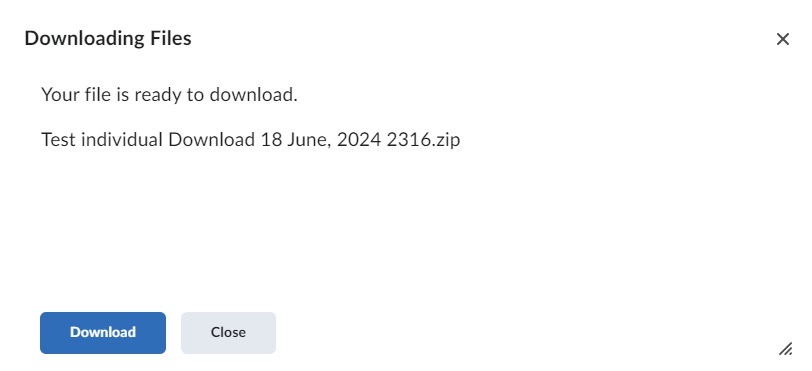 Downloading Files
Your file is ready to download.
Test individual Download 18 June, 2024 2316.zip
Download
Close